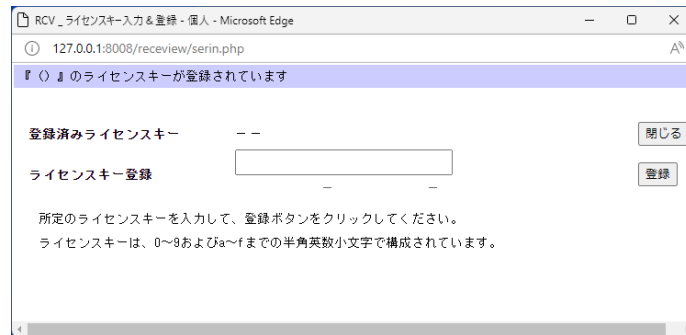 RCV _ ライセンスキー入力 & 登録 - 個人 - Microsoft Edge
127.0.0.1:8008/receview/serin.php
『 () 』のライセンスキーが登録されています
登録済みライセンスキー － － 閉じる
ライセンスキー登録 登録
－ －
所定のライセンスキーを入力して、登録ボタンをクリックしてください。
ライセンスキーは、0～9およびa～fまでの半角英数小文字で構成されています。